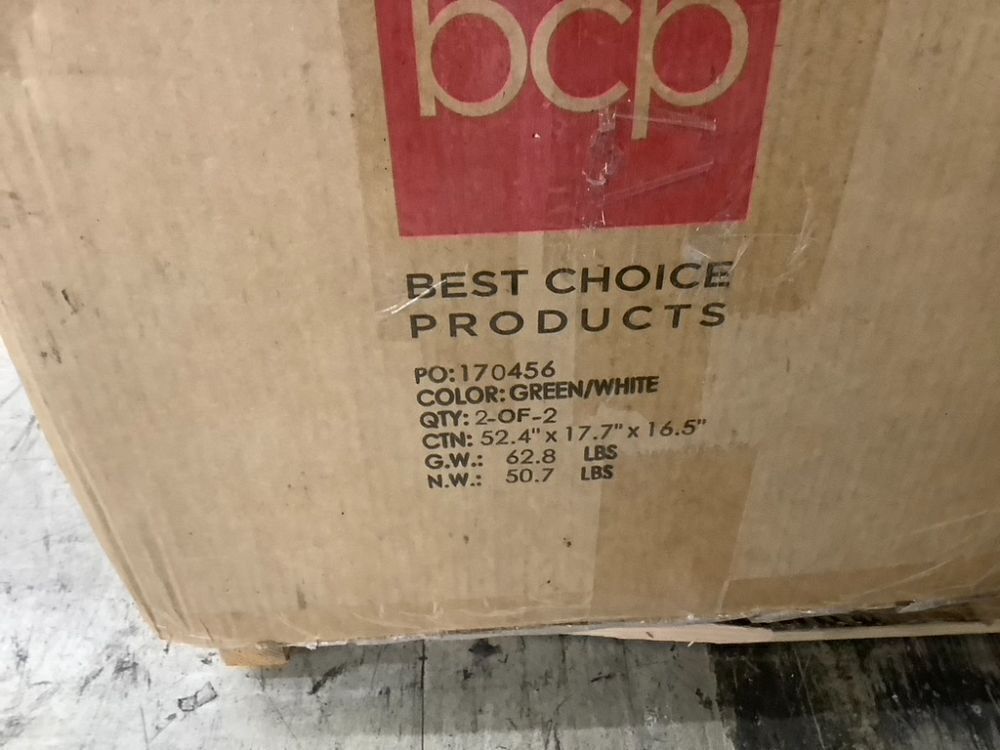 bcp
BEST CHOICE
PRODUCTS
PO:170456
COLOR: GREEN/WHITE
QTY: 2-OF-2
CTN: 52.4" x 17.7" x 16.5"
G.W.: 62.8 LBS
N.W.: 50.7 LBS